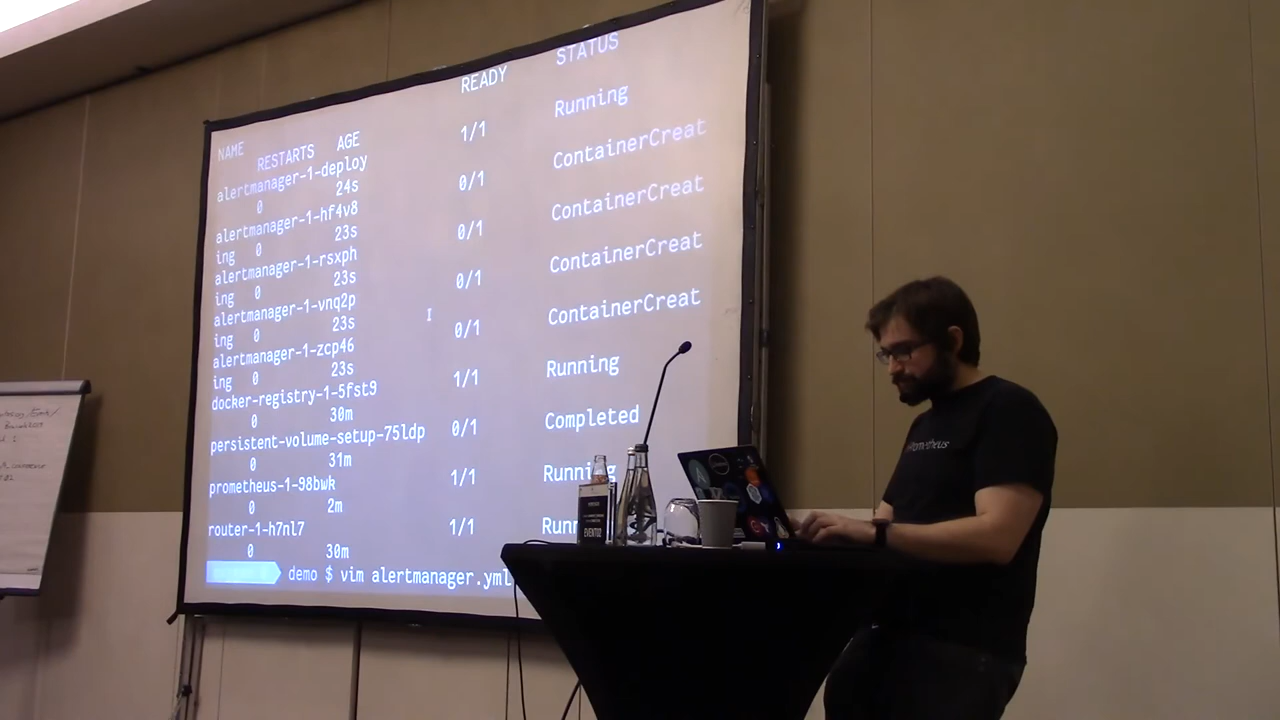 NAME READY STATUS
RESTARTS AGE
alertmanager-1-deploy 1/1 Running
0 24s
alertmanager-1-hf4v8 0/1 ContainerCreat
ing 0 23s
alertmanager-1-rsxph 0/1 ContainerCreat
ing 0 23s
alertmanager-1-vnq2p 0/1 ContainerCreat
ing 0 23s
alertmanager-1-zcp46 0/1 ContainerCreat
ing 0 23s
docker-registry-1-5fst9 1/1 Running
0 30m
persistent-volume-setup-75ldp 0/1 Completed
0 31m
prometheus-1-98bwk 1/1 Running
0 2m
router-1-h7nl7 1/1 Runn
0 30m
demo $ vim alertmanager.yml